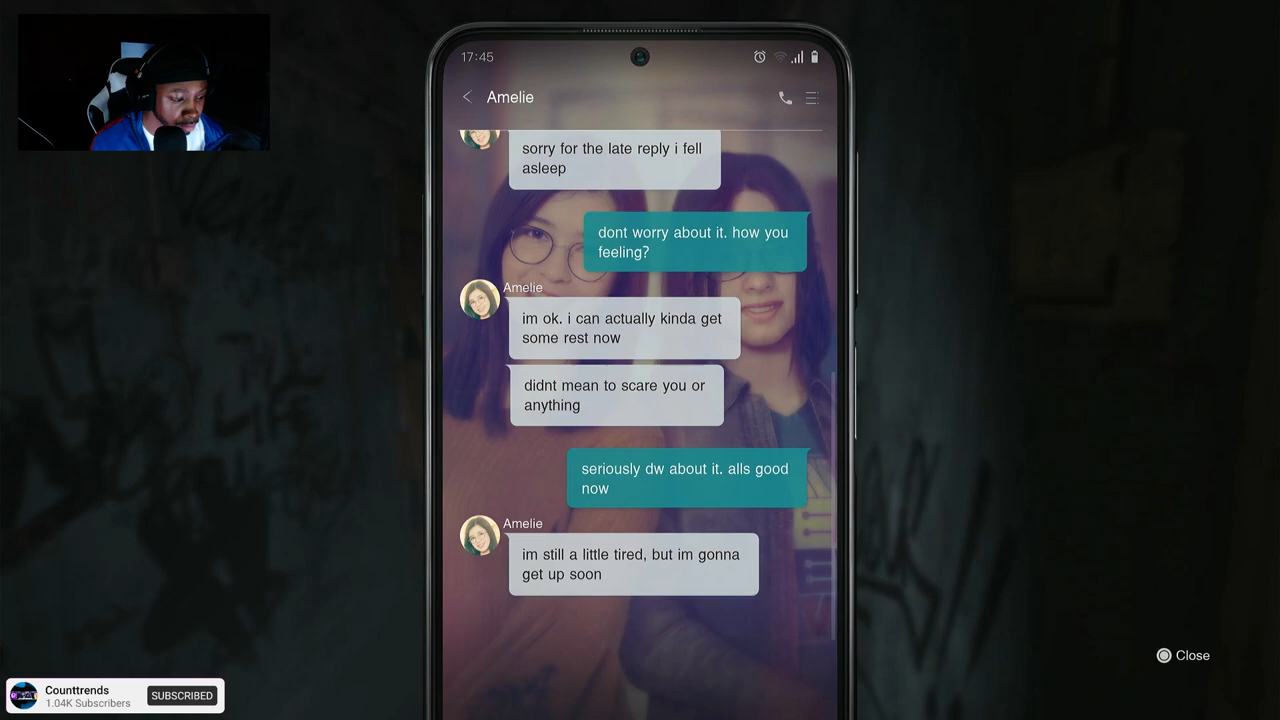 17:45
Amelie
sorry for the late reply i fell
asleep
dont worry about it. how you
feeling?
Amelie
im ok. i can actually kinda get
some rest now
didnt mean to scare you or
anything
seriously dw about it. alls good
now
Amelie
im still a little tired, but im gonna
get up soon
Close
Counttrends
1.04K Subscribers
SUBSCRIBED